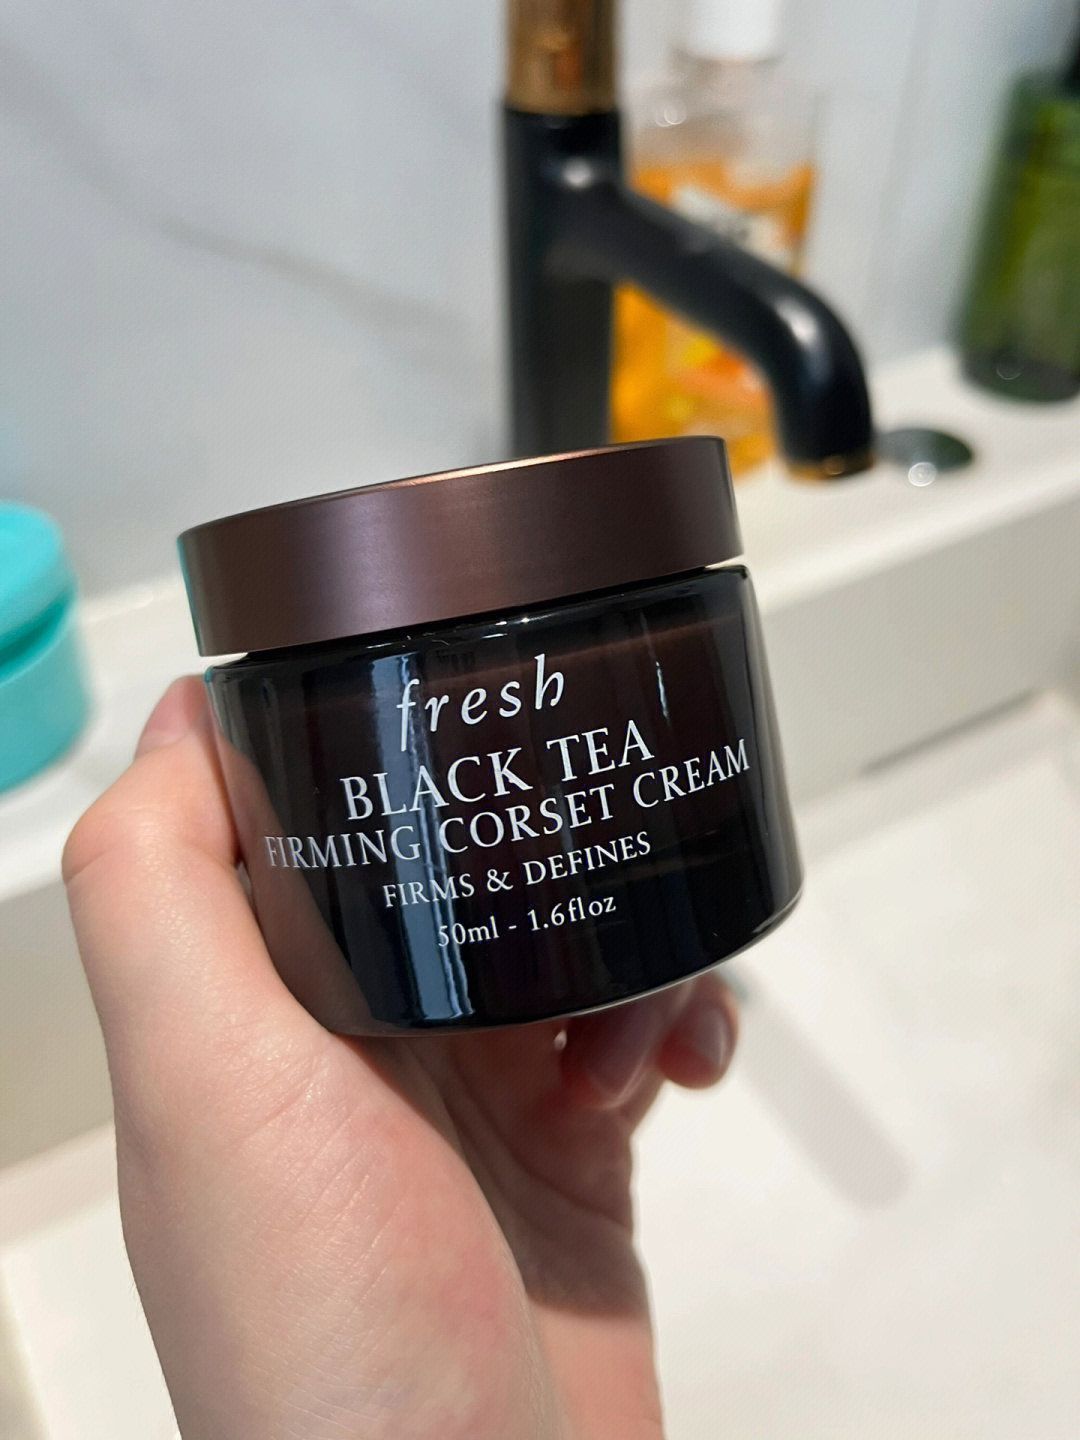 fresh
BLACK TEA
FIRMING CORSET CREAM
FIRMS & DEFINES
50ml - 1.6floz